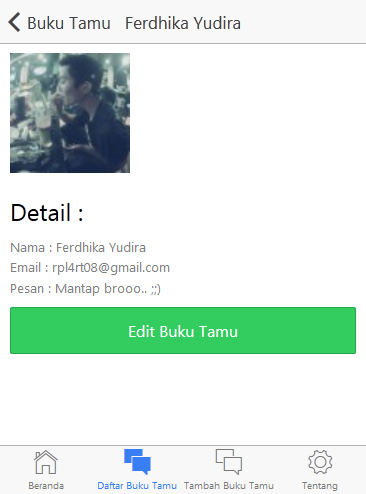 Buku Tamu Ferdhika Yudira
Detail :
Nama : Ferdhika Yudira
Email : rpl4rt08@gmail.com
Pesan : Mantap brooo.. ;;)
Edit Buku Tamu
Beranda Daftar Buku Tamu Tambah Buku Tamu Tentang